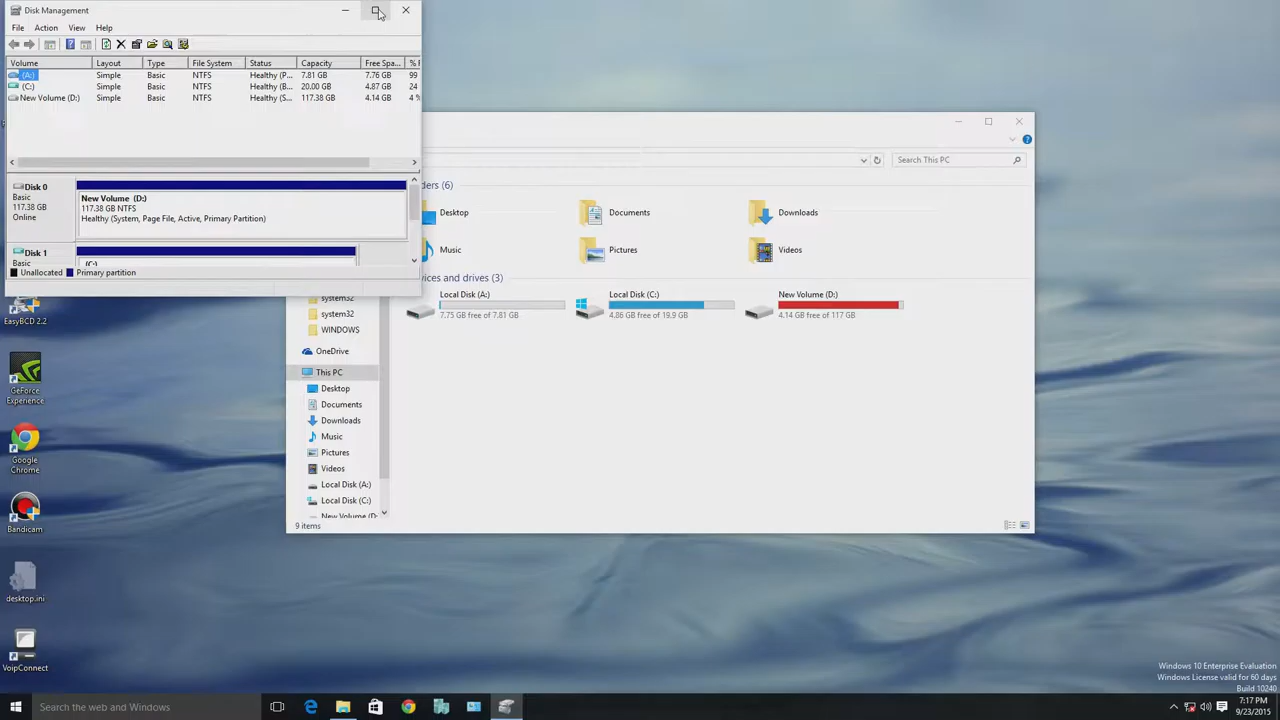 Disk Management
File Action View Help
Volume Layout Type File System Status Capacity Free Spa... % F
(A:) Simple Basic NTFS Healthy (P... 7.81 GB 7.76 GB 99
(C:) Simple Basic NTFS Healthy (B... 20.00 GB 4.87 GB 24
New Volume (D:) Simple Basic NTFS Healthy (S... 117.38 GB 4.14 GB 4 %
Disk 0
Basic
117.38 GB
Online
New Volume (D:)
117.38 GB NTFS
Healthy (System, Page File, Active, Primary Partition)
Disk 1
Basic
(C:)
Unallocated Primary partition
Search This PC
ders (6)
Desktop Documents Downloads
Music Pictures Videos
vices and drives (3)
Local Disk (A:)
7.75 GB free of 7.81 GB
Local Disk (C:)
4.86 GB free of 19.9 GB
New Volume (D:)
4.14 GB free of 117 GB
system32
system32
WINDOWS
OneDrive
This PC
Desktop
Documents
Downloads
Music
Pictures
Videos
Local Disk (A:)
Local Disk (C:)
New Volume (D:
9 items
EasyBCD 2.2
GeForce
Experience
Google
Chrome
Bandicam
desktop.ini
VoipConnect
Windows 10 Enterprise Evaluation
Windows License valid for 60 days
Build 10240
Search the web and Windows
7:17 PM
9/23/2015